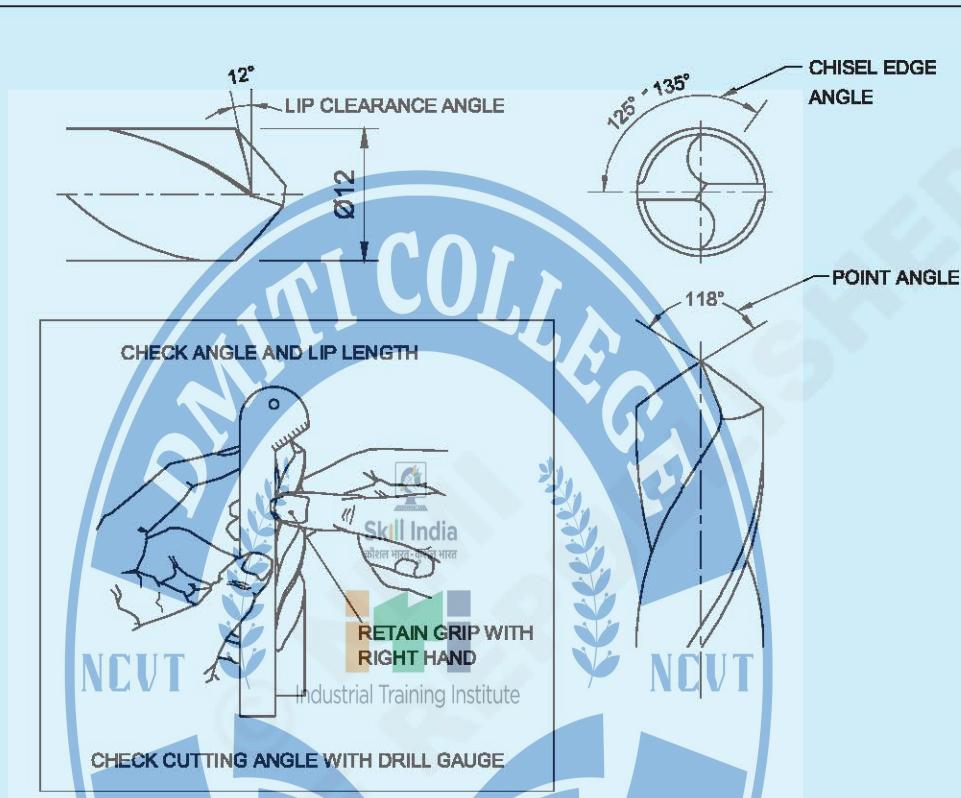 12°
LIP CLEARANCE ANGLE
Ø12
125° - 135°
CHISEL EDGE
ANGLE
POINT ANGLE
118°
CHECK ANGLE AND LIP LENGTH
DMITI COLLEGE
Skill India
कौशल भारत-कुशल भारत
RETAIN GRIP WITH
RIGHT HAND
Industrial Training Institute
NCVT
NCVT
CHECK CUTTING ANGLE WITH DRILL GAUGE